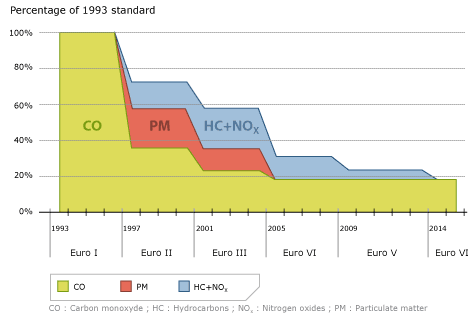 Percentage of 1993 standard
100%
80%
60%
40%
20%
0%
CO
PM
HC+NOx
1993
1997
2001
2005
2009
2014
Euro I
Euro II
Euro III
Euro VI
Euro V
Euro VI
CO
PM
HC+NOx
CO : Carbon monoxyde ; HC : Hydrocarbons ; NOx : Nitrogen oxides ; PM : Particulate matter